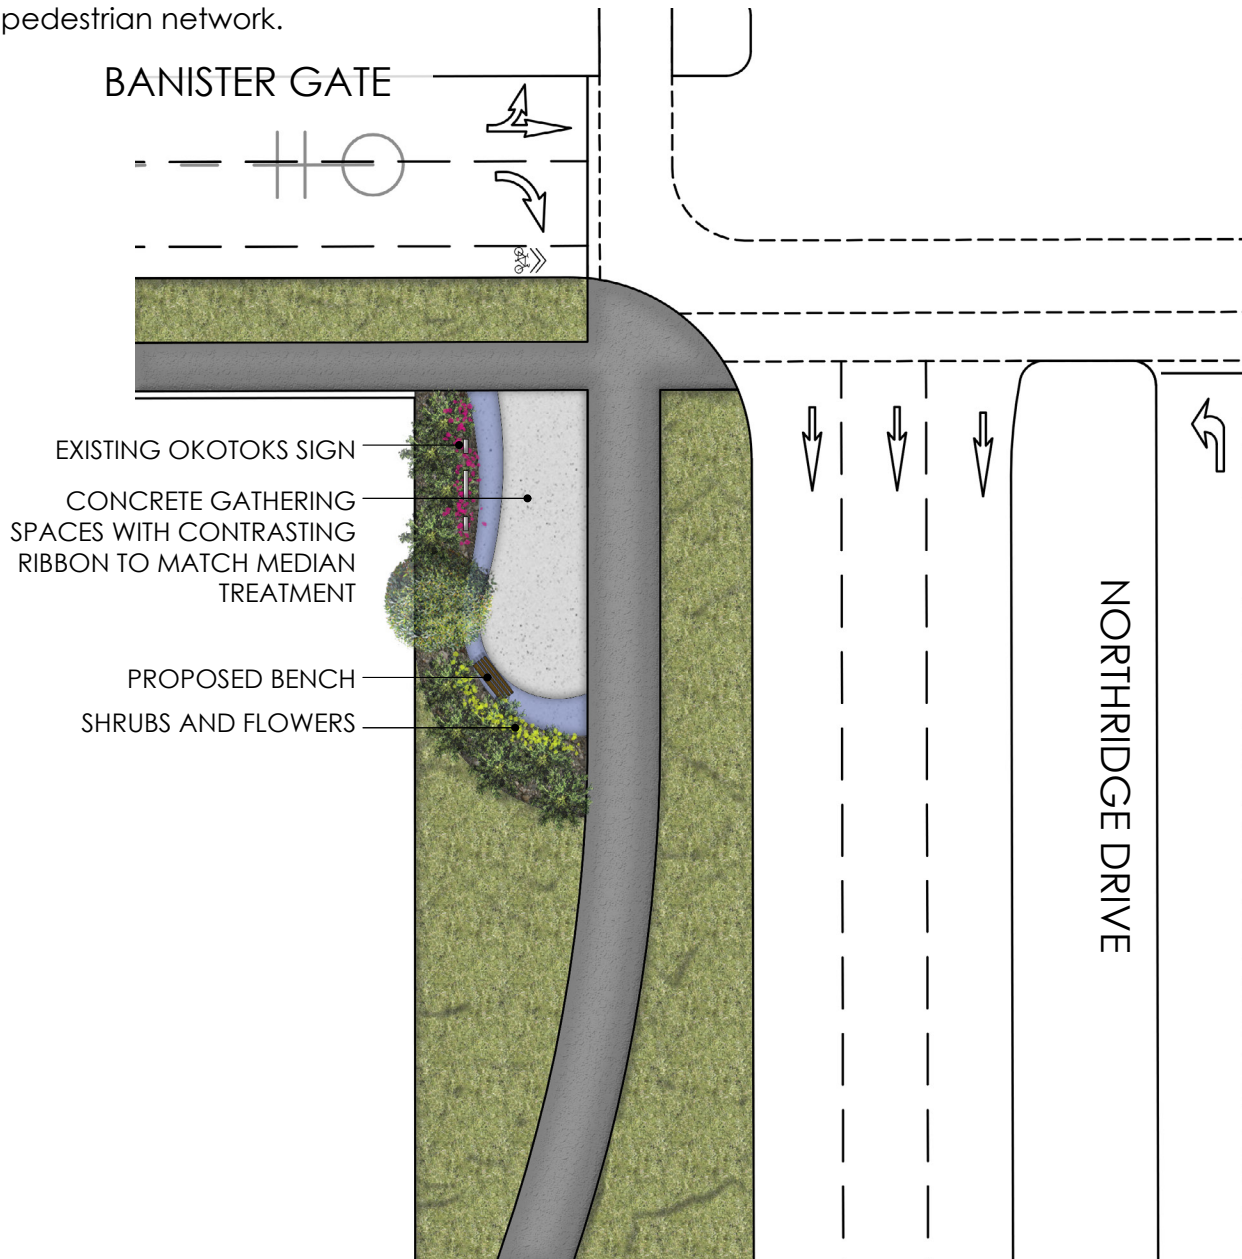 pedestrian network.
BANISTER GATE
EXISTING OKOTOKS SIGN
CONCRETE GATHERING
SPACES WITH CONTRASTING
RIBBON TO MATCH MEDIAN
TREATMENT
PROPOSED BENCH
SHRUBS AND FLOWERS
NORTHRIDGE DRIVE